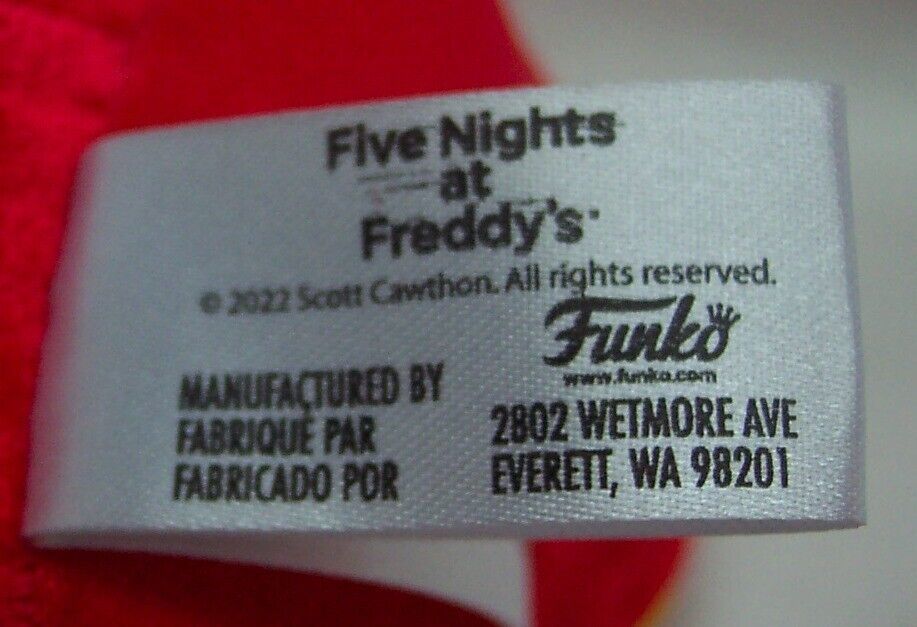 Five Nights
at
Freddy's
© 2022 Scott Cawthon. All rights reserved.
Funko
www.funko.com
MANUFACTURED BY
FABRIQUÉ PAR
FABRICADO POR
2802 WETMORE AVE
EVERETT, WA 98201